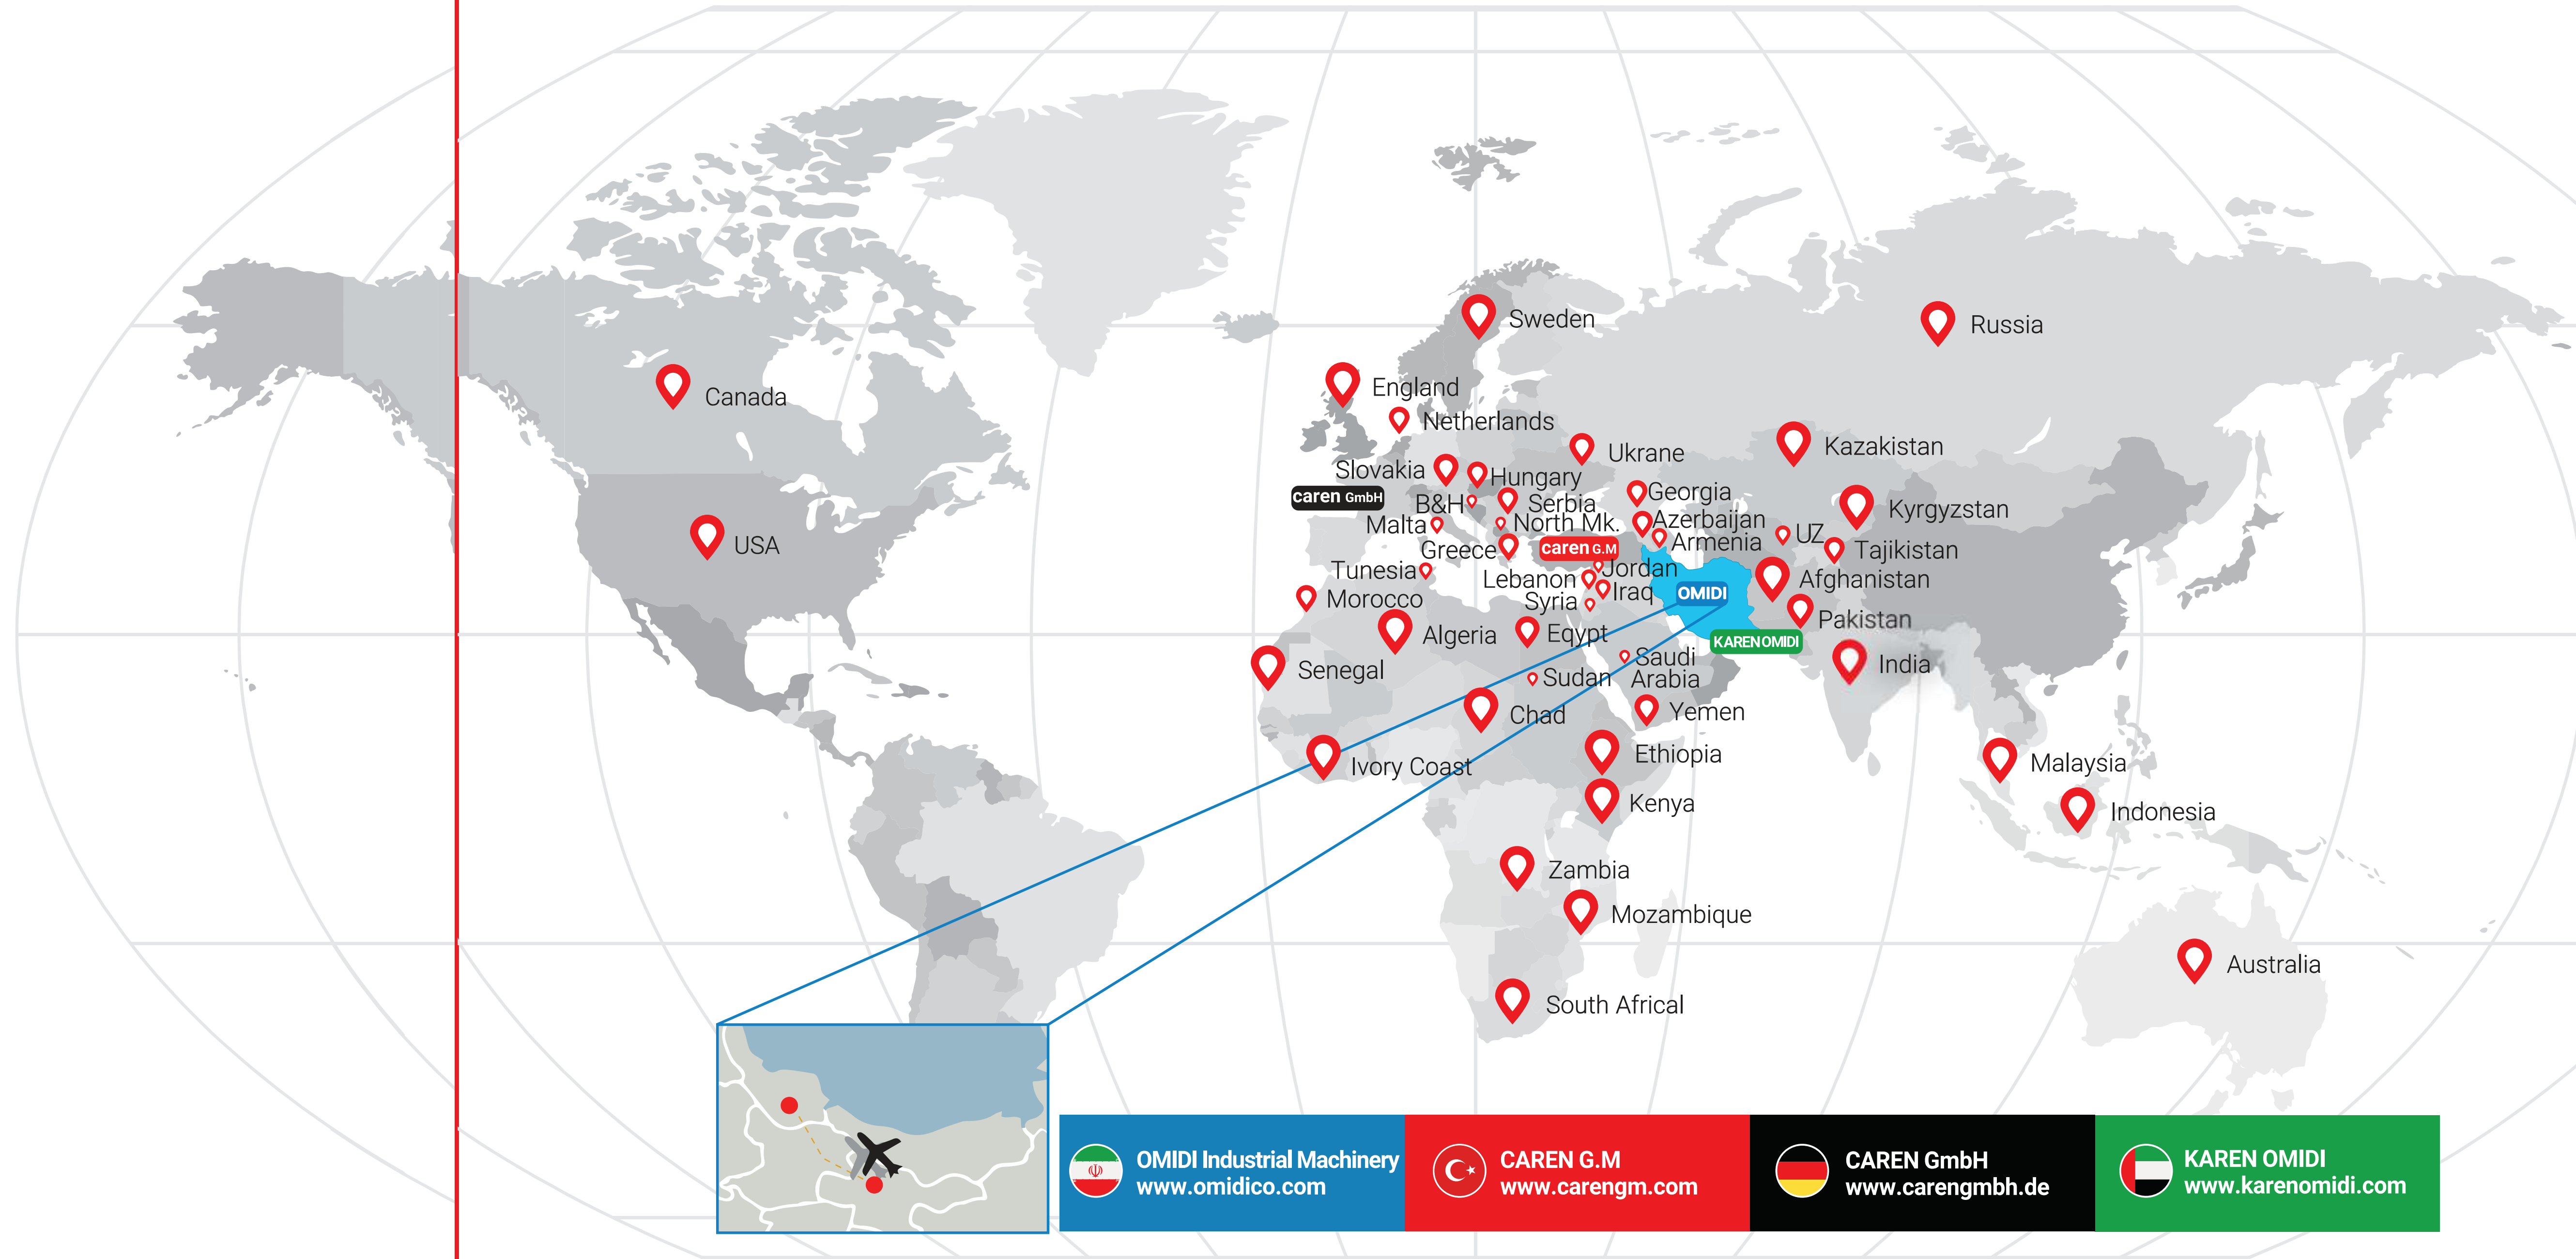 Sweden
Russia
England
Canada
Netherlands
Ukrane
Kazakistan
Slovakia
Hungary
caren GmbH
B&H
Serbia
Georgia
Kyrgyzstan
Malta
North Mk.
Azerbaijan
UZ
USA
Greece
caren G.M
Armenia
Tajikistan
Tunesia
Jordan
Lebanon
Afghanistan
Iraq
OMIDI
Morocco
Syria
Pakistan
Algeria
Eqypt
KARENOMIDI
Senegal
Saudi
Arabia
India
Sudan
Chad
Yemen
Ethiopia
Ivory Coast
Malaysia
Kenya
Indonesia
Zambia
Mozambique
Australia
South Africal
OMIDI Industrial Machinery
www.omidico.com
CAREN G.M
www.carengm.com
CAREN GmbH
www.carengmbh.de
KAREN OMIDI
www.karenomidi.com